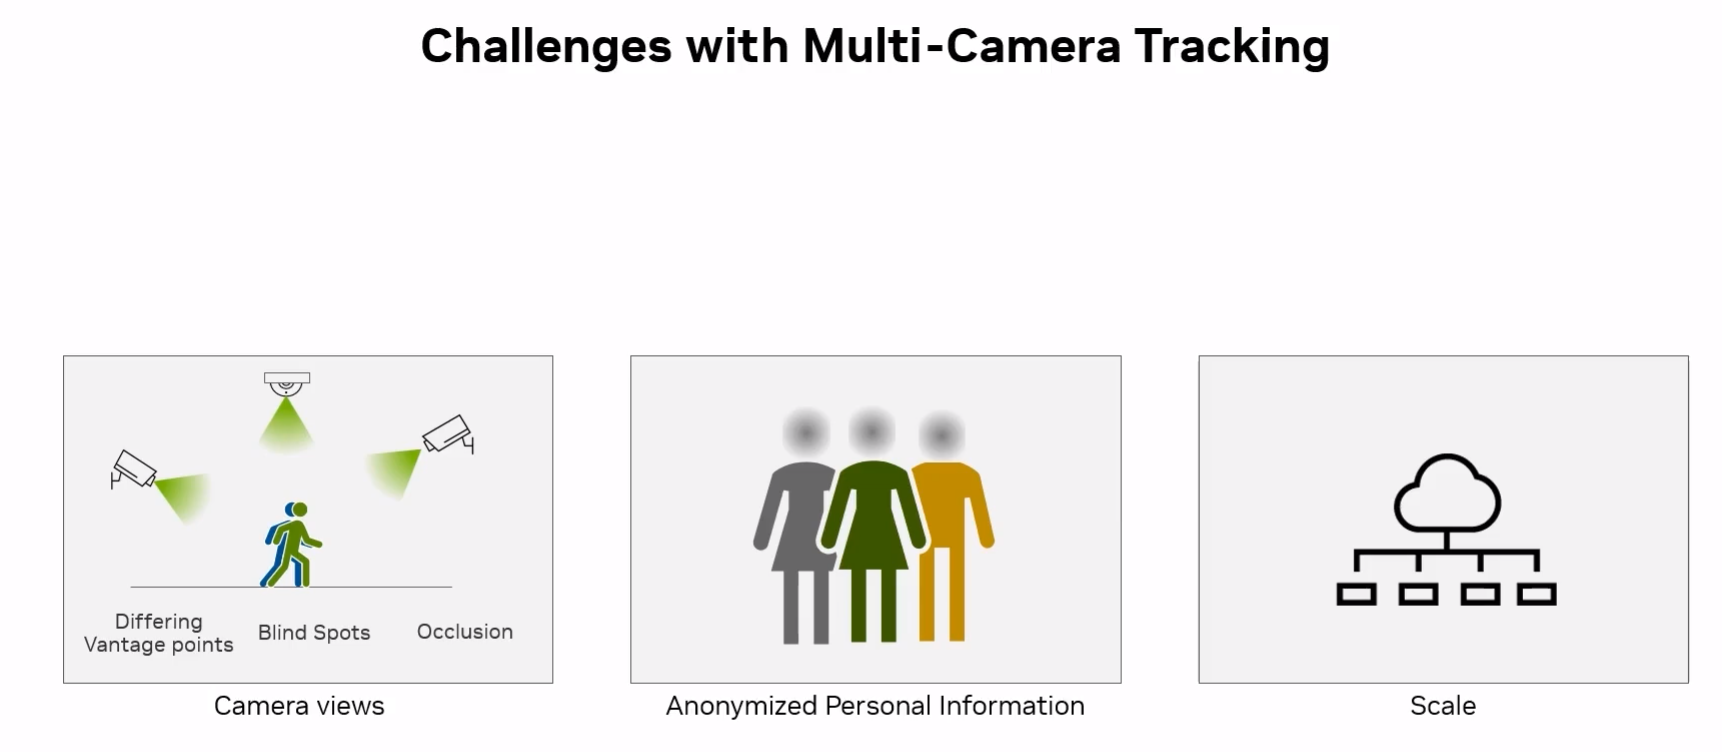 Challenges with Multi-Camera Tracking
Differing
Vantage points
Blind Spots
Occlusion
Camera views
Anonymized Personal Information
Scale